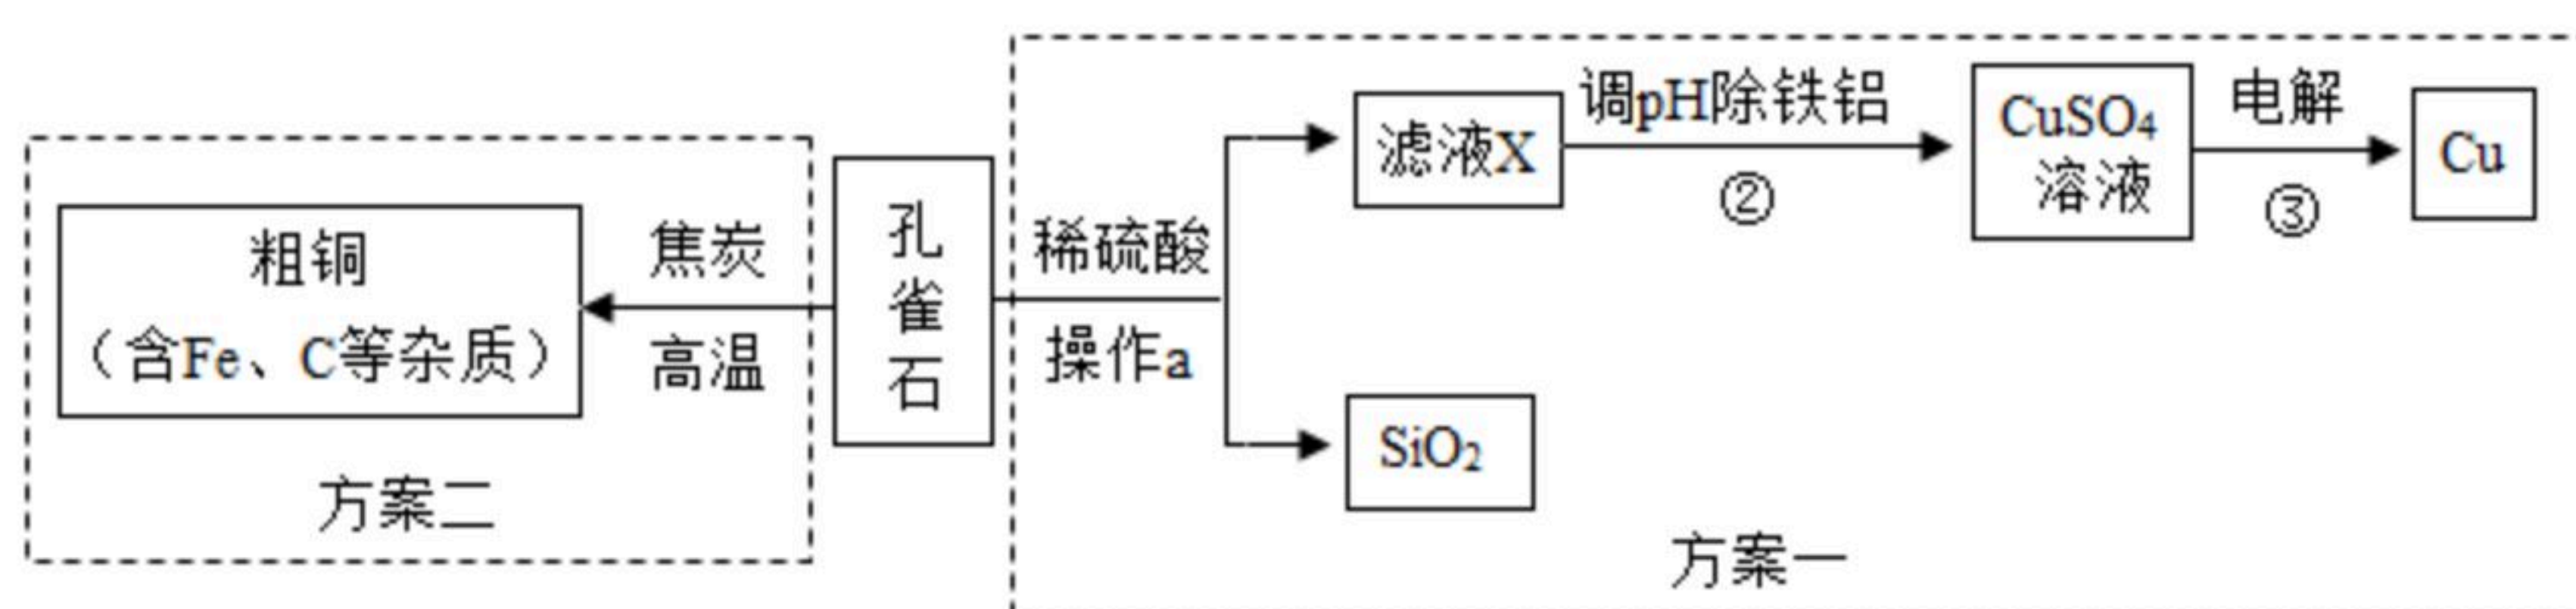 粗铜
（含Fe、C等杂质）
焦炭
高温
方案二
孔雀石
稀硫酸
操作a
滤液X
SiO₂
调pH除铁铝
②
CuSO₄
溶液
电解
③
Cu
方案一